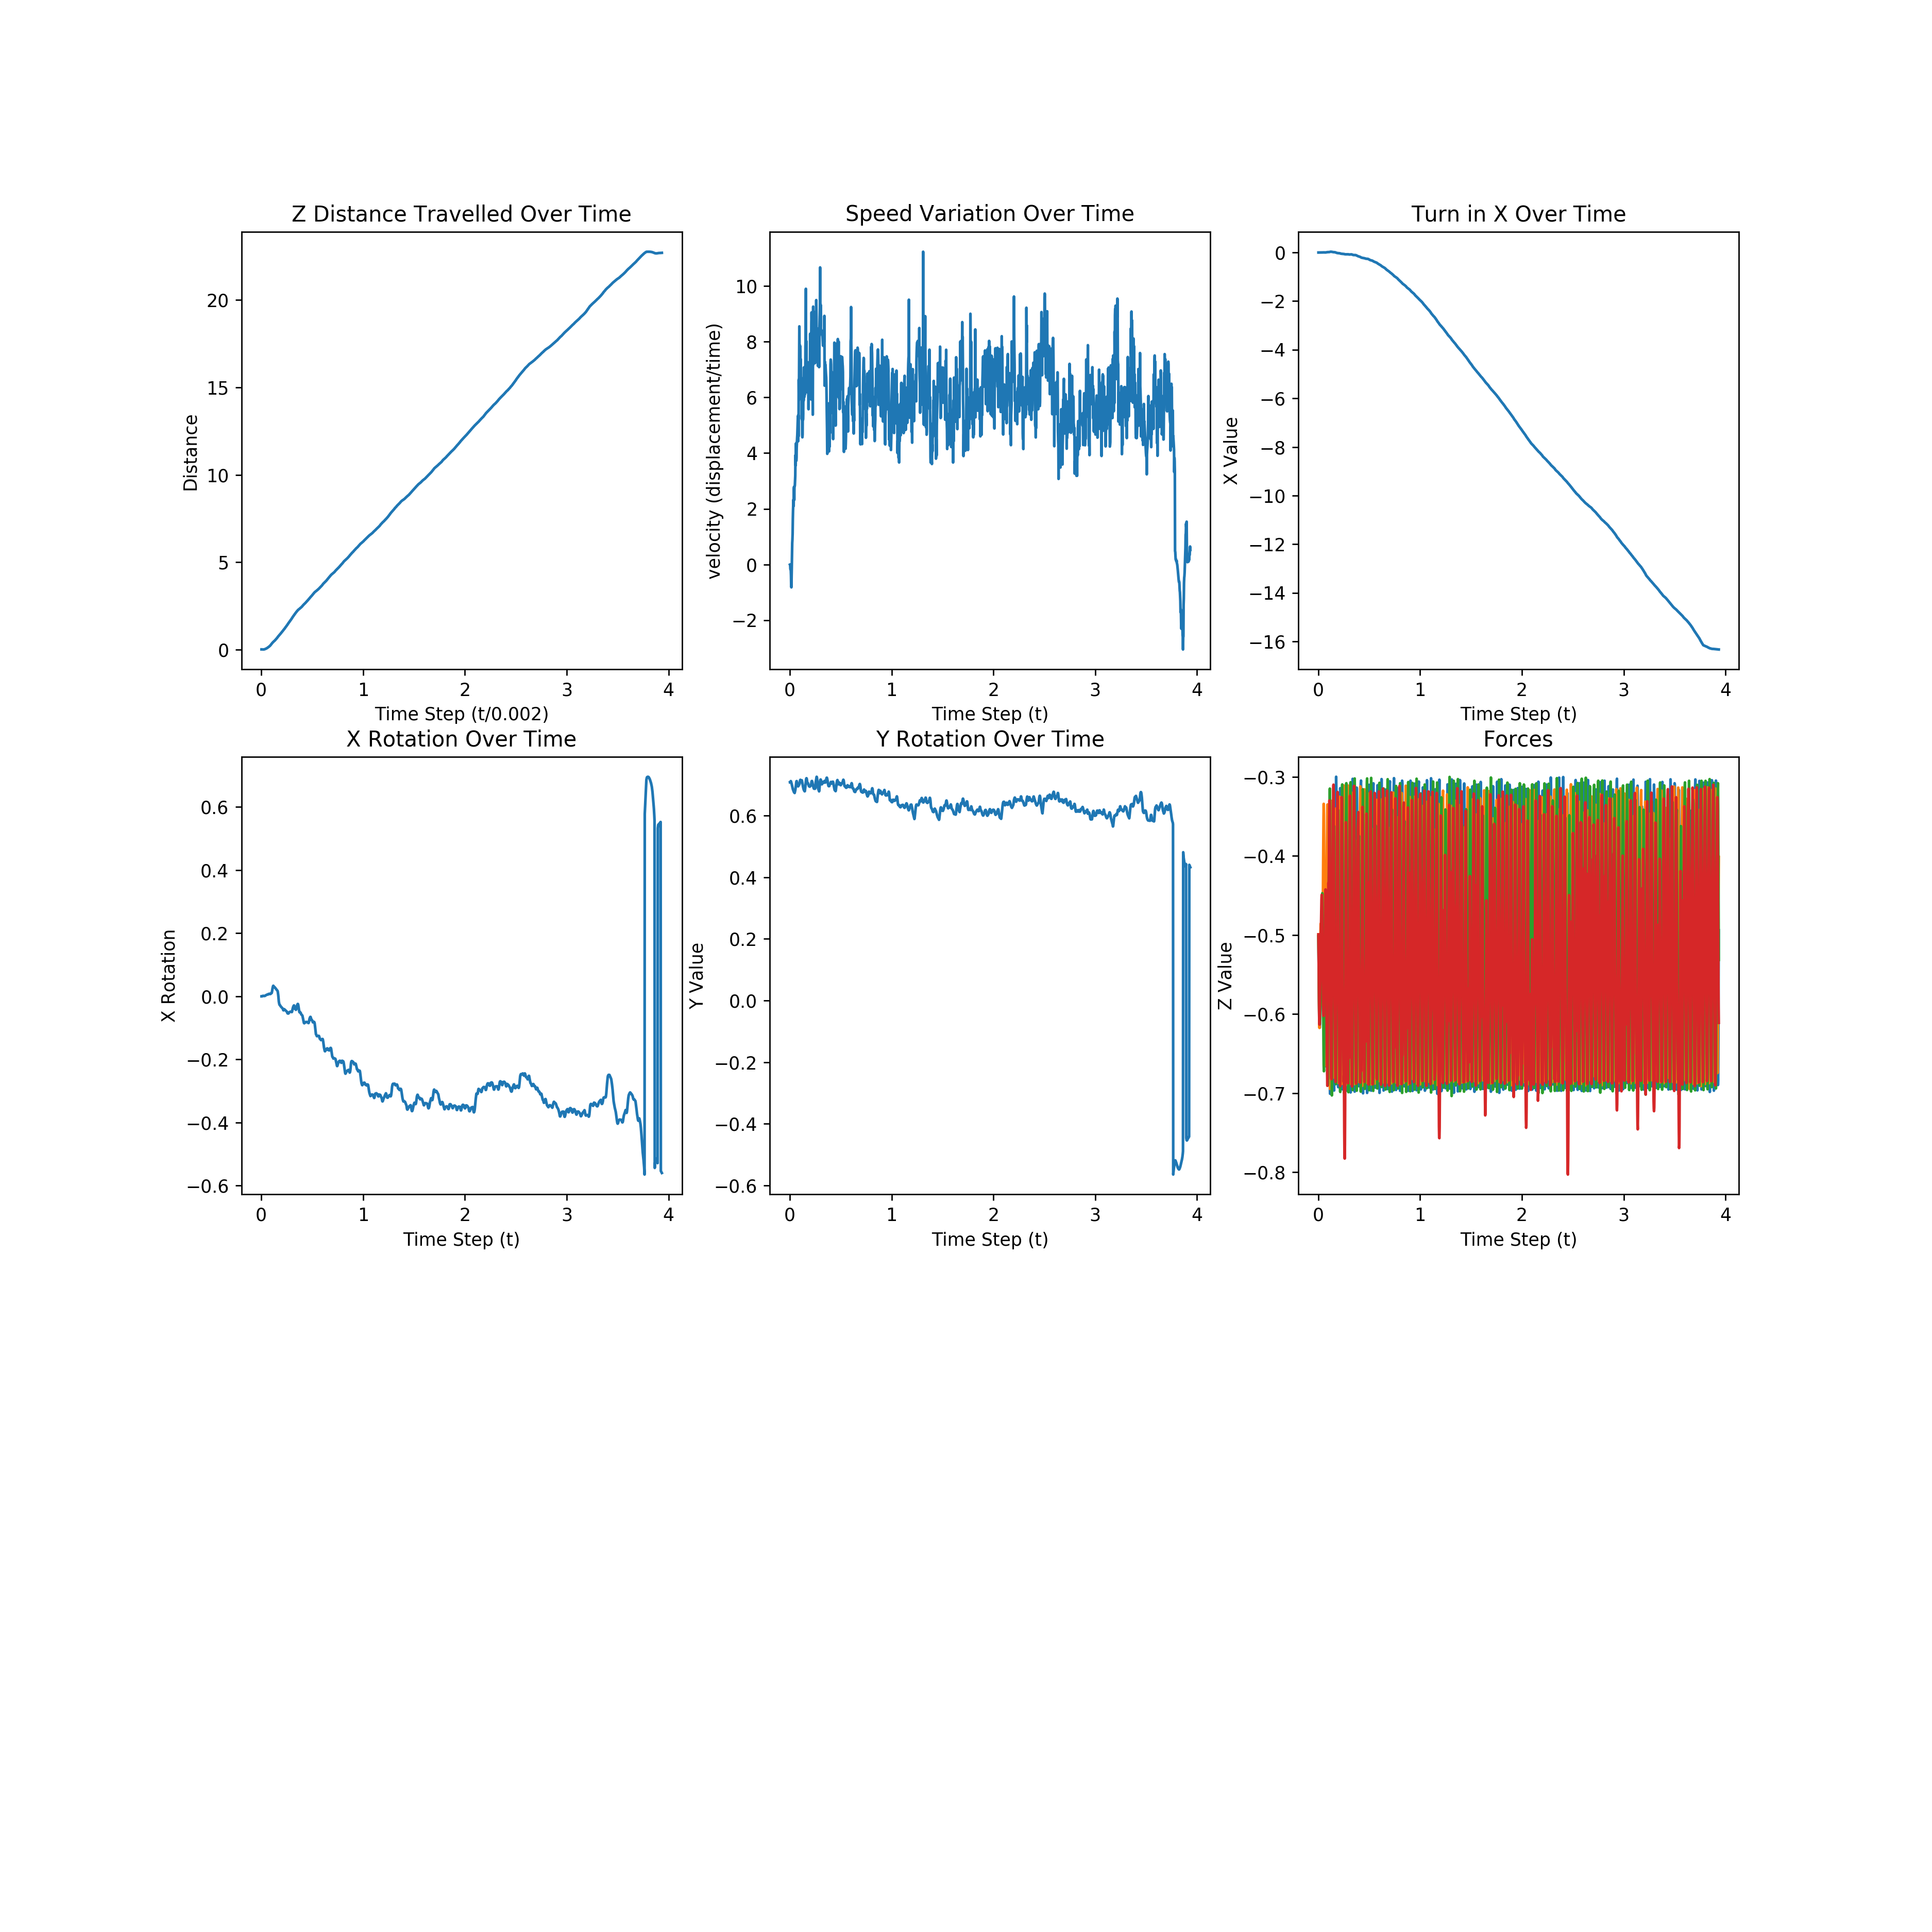 Z Distance Travelled Over Time
Distance
20
15
10
5
0
0 1 2 3 4
Time Step (t/0.002)
Speed Variation Over Time
velocity (displacement/time)
10
8
6
4
2
0
−2
0 1 2 3 4
Time Step (t)
Turn in X Over Time
X Value
0
−2
−4
−6
−8
−10
−12
−14
−16
0 1 2 3 4
Time Step (t)
X Rotation Over Time
X Rotation
0.6
0.4
0.2
0.0
−0.2
−0.4
−0.6
0 1 2 3 4
Time Step (t)
Y Rotation Over Time
Y Value
0.6
0.4
0.2
0.0
−0.2
−0.4
−0.6
0 1 2 3 4
Time Step (t)
Forces
Z Value
−0.3
−0.4
−0.5
−0.6
−0.7
−0.8
0 1 2 3 4
Time Step (t)